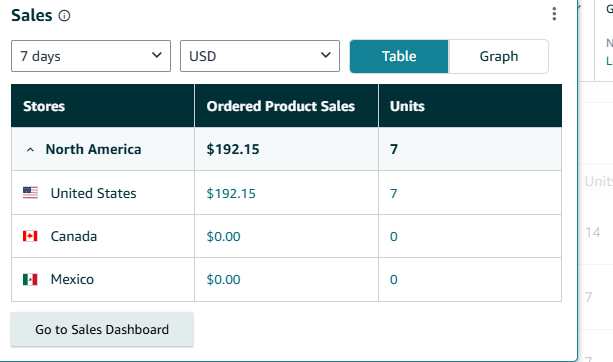 Sales
7 days
USD
Table
Graph
Stores
Ordered Product Sales
Units
North America
$192.15
7
United States
$192.15
7
Canada
$0.00
0
Mexico
$0.00
0
Go to Sales Dashboard
G
N
L
Units
14
7
7